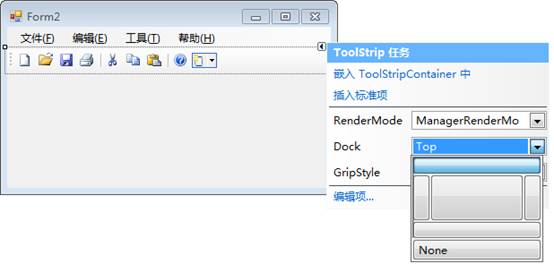 Form2
文件(F) 编辑(E) 工具(T) 帮助(H)
ToolStrip 任务
嵌入 ToolStripContainer 中
插入标准项
RenderMode ManagerRenderMo
Dock Top
GripStyle
编辑项...
None